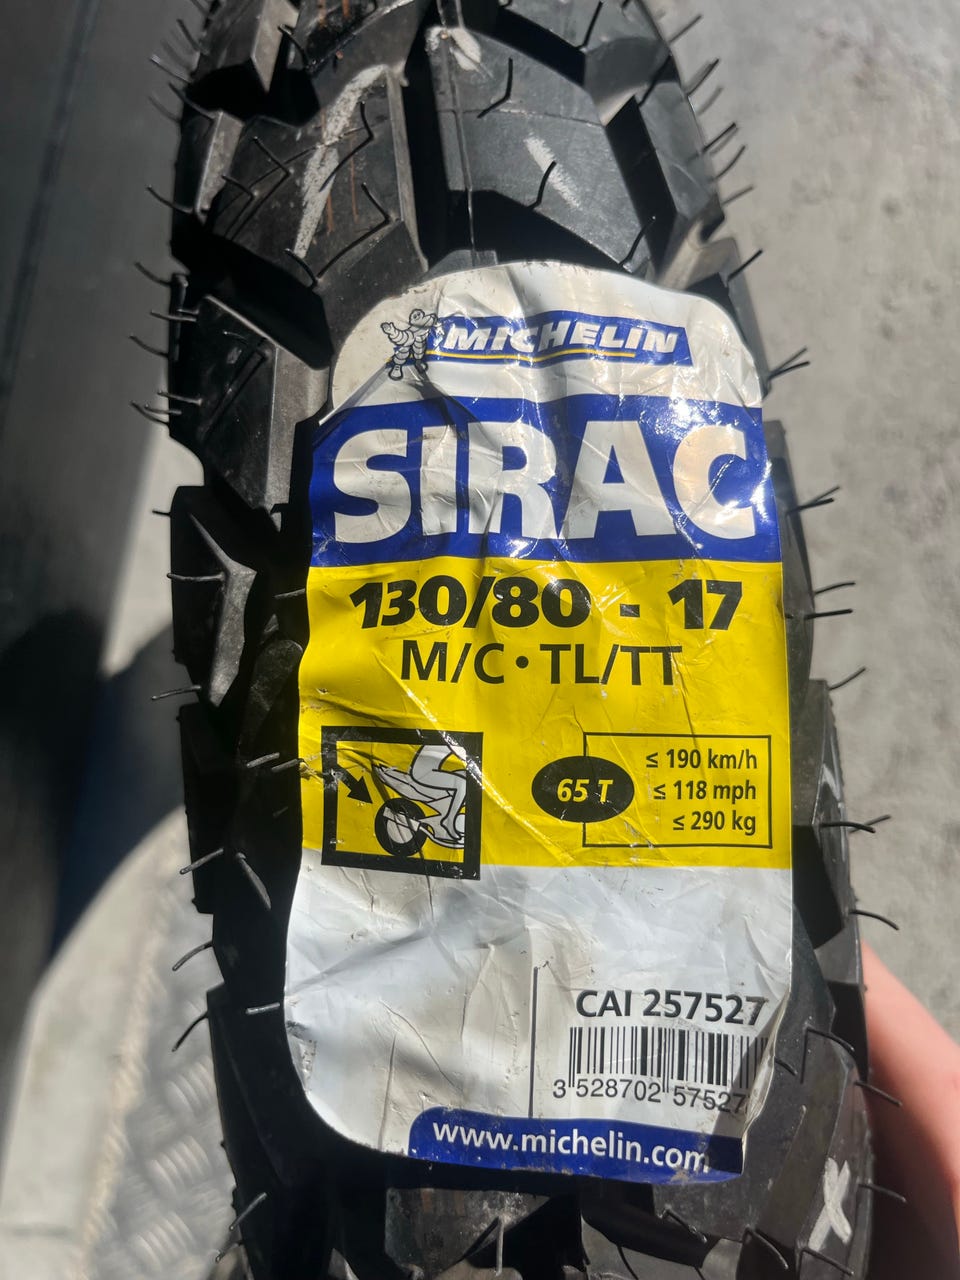 MICHELIN
SIRAC
130/80 - 17
M/C • TL/TT
65 T
≤ 190 km/h
≤ 118 mph
≤ 290 kg
CAI 257527
3 528702 57527
www.michelin.com